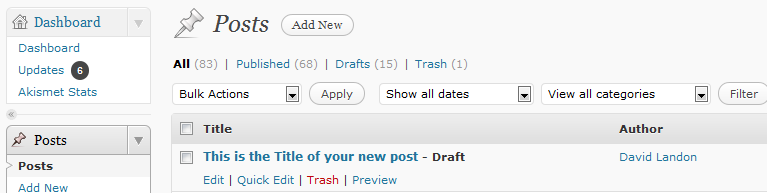 Dashboard
Dashboard
Updates 6
Akismet Stats
Posts
Posts
Add New
Posts Add New
All (83) | Published (68) | Drafts (15) | Trash (1)
Bulk Actions Apply Show all dates View all categories Filter
Title Author
This is the Title of your new post - Draft David Landon
Edit | Quick Edit | Trash | Preview